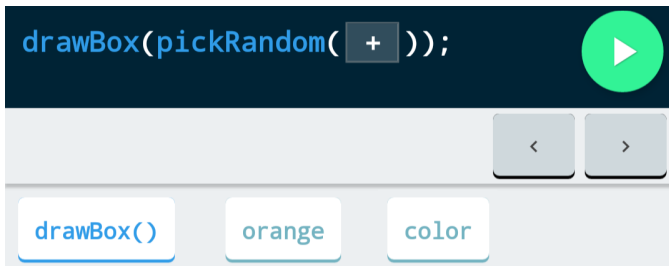 drawBox(pickRandom( + ));
< >
drawBox() orange color